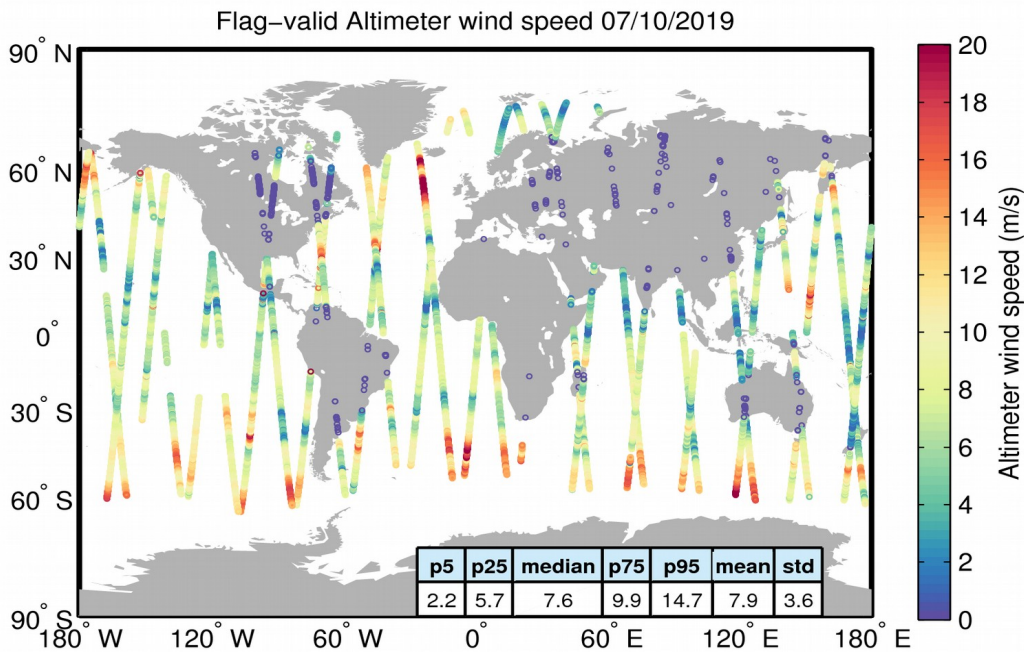 Flag−valid Altimeter wind speed 07/10/2019
90° N
60° N
30° N
0°
30° S
60° S
90° S
180° W
120° W
60° W
0°
60° E
120° E
180° E
p5 p25 median p75 p95 mean std
2.2 5.7 7.6 9.9 14.7 7.9 3.6
20
18
16
14
12
10
8
6
4
2
0
Altimeter wind speed (m/s)